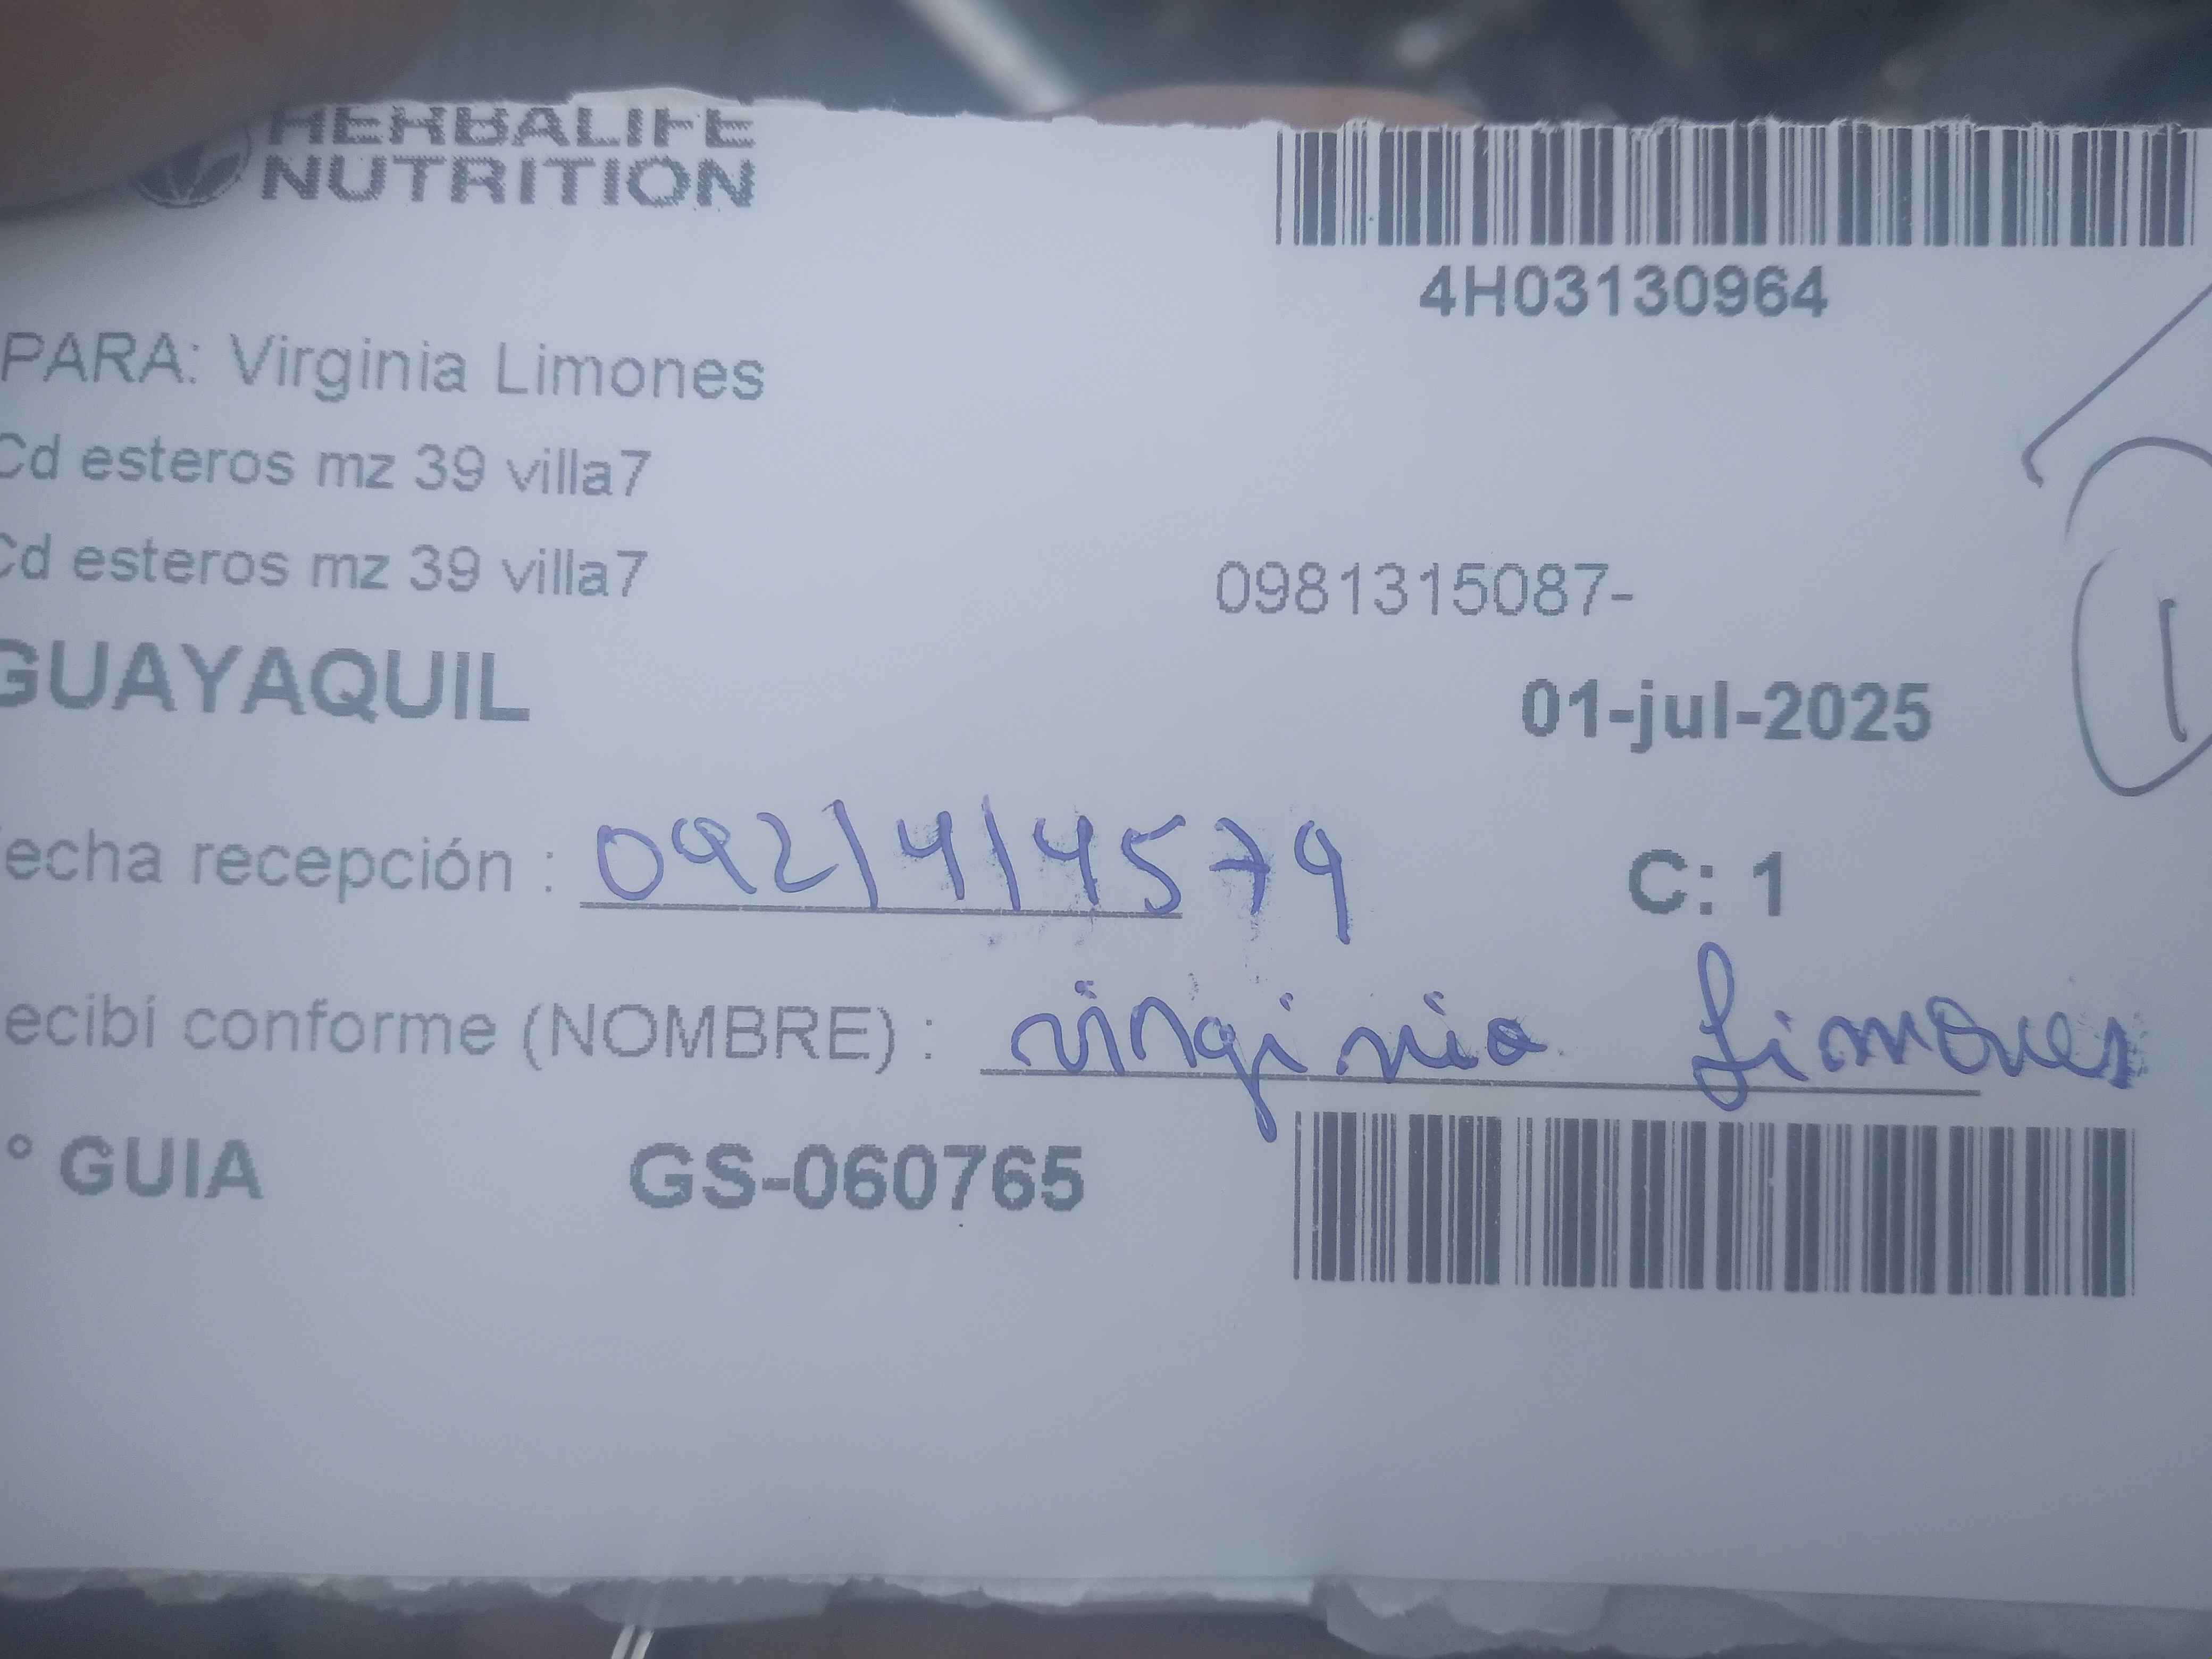 HERBALIFE
NUTRITION
4H03130964
PARA: Virginia Limones
Cd esteros mz 39 villa7
Cd esteros mz 39 villa7
0981315087-
GUAYAQUIL
01-jul-2025
1
echa recepción : 0921414579
C: 1
ecibí conforme (NOMBRE) : virginia Limones
° GUIA GS-060765